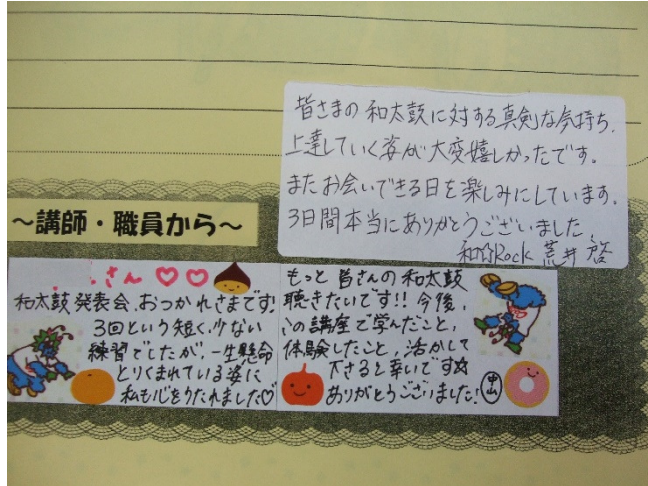 皆さまの和太鼓に対する真剣な気持ち、
上達していく姿が大変嬉しかったです。
またお会いできる日を楽しみにしています。
3日間本当にありがとうございました。
和☆Rock 荒井 啓
～講師・職員から～
さん♡♡
和太鼓発表会、おつかれさまです!
3回という短く、少ない
練習でしたが、一生懸命
とりくまれている姿に
私も心をうたれました♡
もっと皆さんの和太鼓
聴きたいです!!今後、
この講座で学んだこと、
体験したこと、活かして
下さると幸いです☆
ありがとうございました!
中山